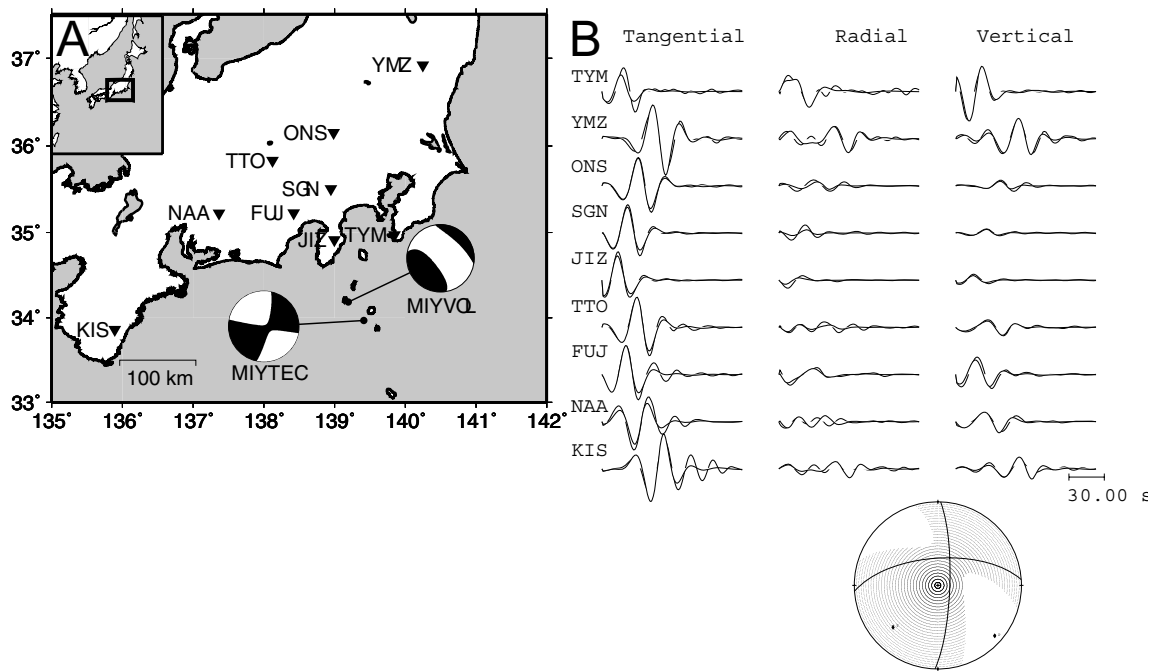 A
37°
YMZ
36°
ONS
TTO
SGN
NAA
FUJ
35°
JIZ
TYM
MIYVOL
34°
KIS
100 km
MIYTEC
33°
135° 136° 137° 138° 139° 140° 141° 142°
B
Tangential Radial Vertical
TYM
YMZ
ONS
SGN
JIZ
TTO
FUJ
NAA
KIS
30.00 s